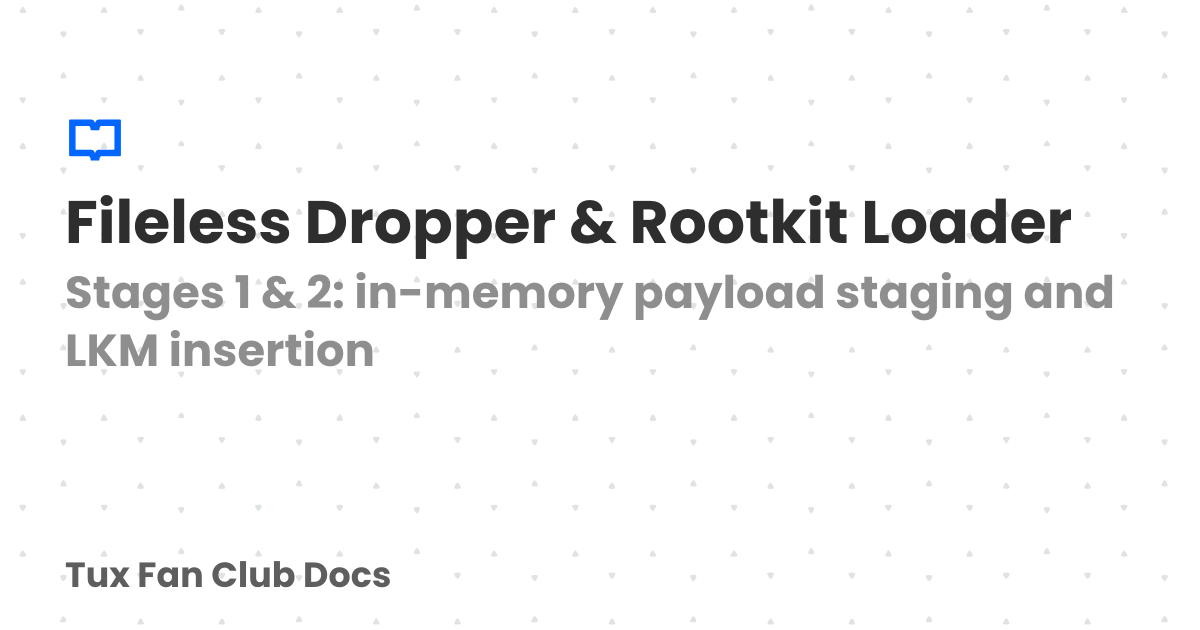 Fileless Dropper & Rootkit Loader
Stages 1 & 2: in-memory payload staging and
LKM insertion
Tux Fan Club Docs